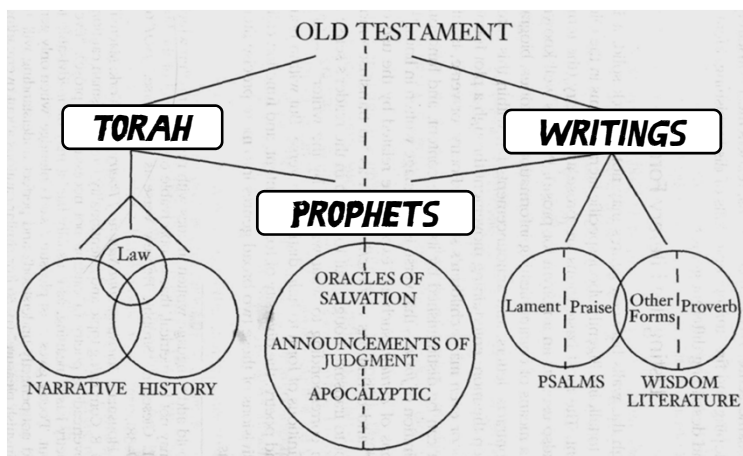 OLD TESTAMENT
TORAH
WRITINGS
PROPHETS
Law
NARRATIVE HISTORY
ORACLES OF
SALVATION
ANNOUNCEMENTS OF
JUDGMENT
APOCALYPTIC
Lament Praise
Other
Forms
Proverb
PSALMS
WISDOM
LITERATURE